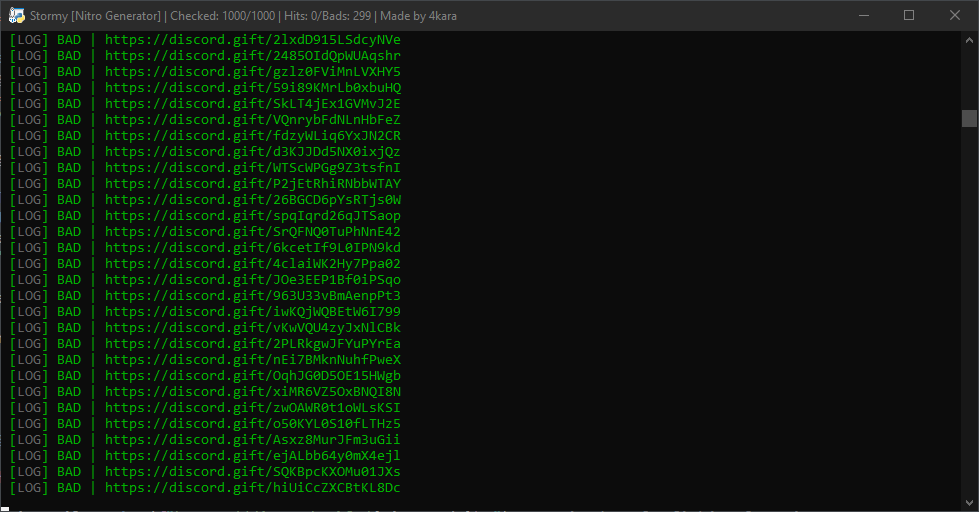 Stormy [Nitro Generator] | Checked: 1000/1000 | Hits: 0/Bads: 299 | Made by 4kara
[LOG] BAD | https://discord.gift/2lxdD915LSdcyNVe
[LOG] BAD | https://discord.gift/2485OIdQpWUAqshr
[LOG] BAD | https://discord.gift/gzlz0FViMnLVXHY5
[LOG] BAD | https://discord.gift/59i89KMrLb0xbuHQ
[LOG] BAD | https://discord.gift/SkLT4jEx1GVMvJ2E
[LOG] BAD | https://discord.gift/VQnrybFdNLnHbFeZ
[LOG] BAD | https://discord.gift/fdzyWLiq6YxJN2CR
[LOG] BAD | https://discord.gift/d3KJJDd5NX0ixjQz
[LOG] BAD | https://discord.gift/WTScWPGg9Z3tsfnI
[LOG] BAD | https://discord.gift/P2jEtRhiRNbbWTAY
[LOG] BAD | https://discord.gift/26BGCD6pYsRTjs0W
[LOG] BAD | https://discord.gift/spqIqrd26qJTSaop
[LOG] BAD | https://discord.gift/SrQFNQ0TuPhNnE42
[LOG] BAD | https://discord.gift/6kcetIf9L0IPN9kd
[LOG] BAD | https://discord.gift/4claiWK2Hy7Ppa02
[LOG] BAD | https://discord.gift/JOe3EEP1Bf0iPSqo
[LOG] BAD | https://discord.gift/963U33vBmAenpPt3
[LOG] BAD | https://discord.gift/iwKQjWQBEtW6I799
[LOG] BAD | https://discord.gift/vKwVQU4zyJxNlCBk
[LOG] BAD | https://discord.gift/2PLRkgwJFYuPYrEa
[LOG] BAD | https://discord.gift/nEi7BMknNuhfPweX
[LOG] BAD | https://discord.gift/OqhJG0D5OE15HWgb
[LOG] BAD | https://discord.gift/xiMR6VZ5OxBNQI8N
[LOG] BAD | https://discord.gift/zwOAWR0t1oWLsKSI
[LOG] BAD | https://discord.gift/o50KYL0S10fLTHz5
[LOG] BAD | https://discord.gift/Asxz8MurJFm3uGii
[LOG] BAD | https://discord.gift/ejALbb64y0mX4ejl
[LOG] BAD | https://discord.gift/SQKBpcKXOMu01JXs
[LOG] BAD | https://discord.gift/hiUiCcZXCBtKL8Dc